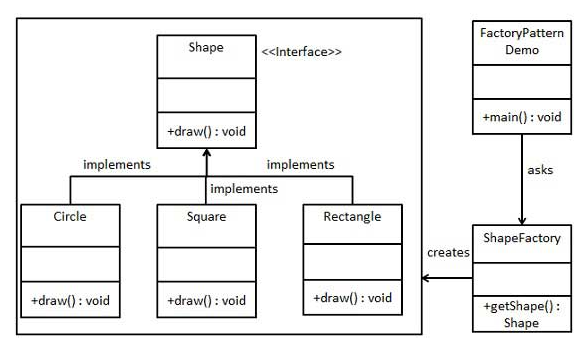 Shape
<<Interface>>
+draw() : void
implements
implements
implements
Circle
+draw() : void
Square
+draw() : void
Rectangle
+draw() : void
FactoryPattern
Demo
+main() : void
asks
ShapeFactory
+getShape() :
Shape
creates